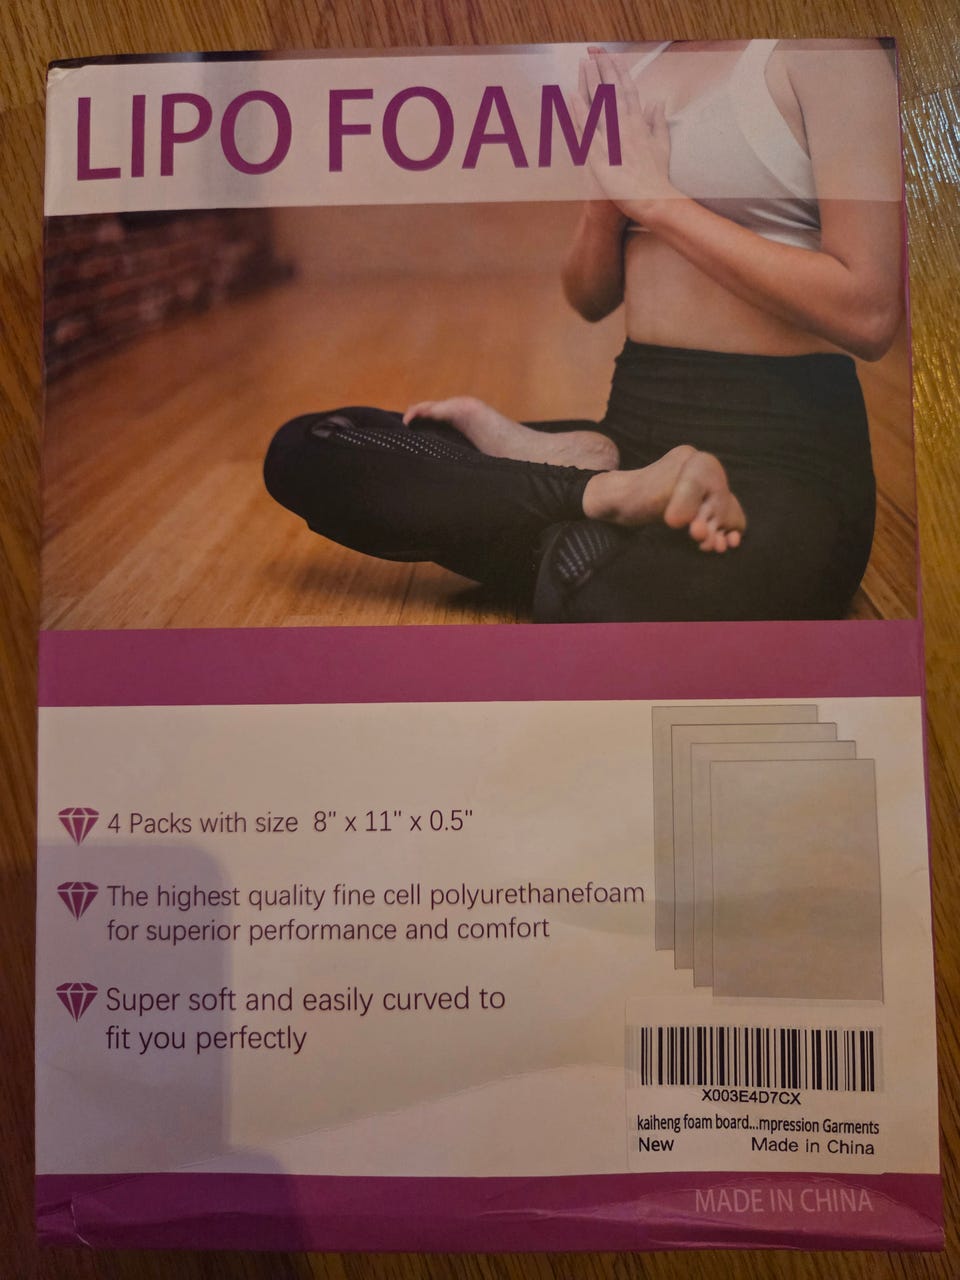 LIPO FOAM
4 Packs with size 8" x 11" x 0.5"
The highest quality fine cell polyurethanefoam
for superior performance and comfort
Super soft and easily curved to
fit you perfectly
X003E4D7CX
kaiheng foam board...mpression Garments
New Made in China
MADE IN CHINA